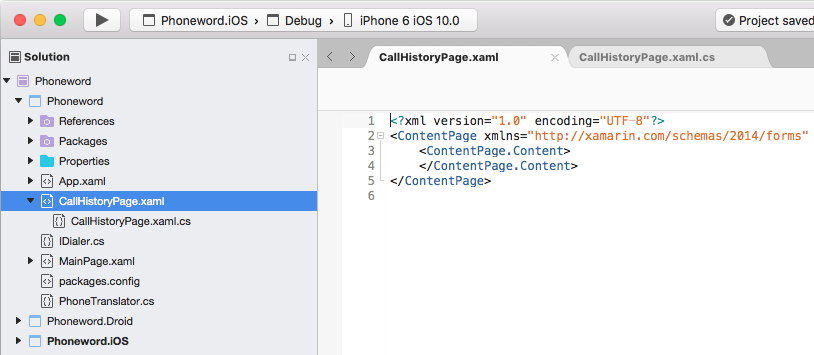 Phoneword.iOS > Debug > iPhone 6 iOS 10.0
Project saved
Solution
CallHistoryPage.xaml
CallHistoryPage.xaml.cs
Phoneword
Phoneword
References
Packages
Properties
App.xaml
CallHistoryPage.xaml
CallHistoryPage.xaml.cs
IDialer.cs
MainPage.xaml
packages.config
PhoneTranslator.cs
Phoneword.Droid
Phoneword.iOS
1 <?xml version="1.0" encoding="UTF-8"?>
2 <ContentPage xmlns="http://xamarin.com/schemas/2014/forms"
3 <ContentPage.Content>
4 </ContentPage.Content>
5 </ContentPage>
6